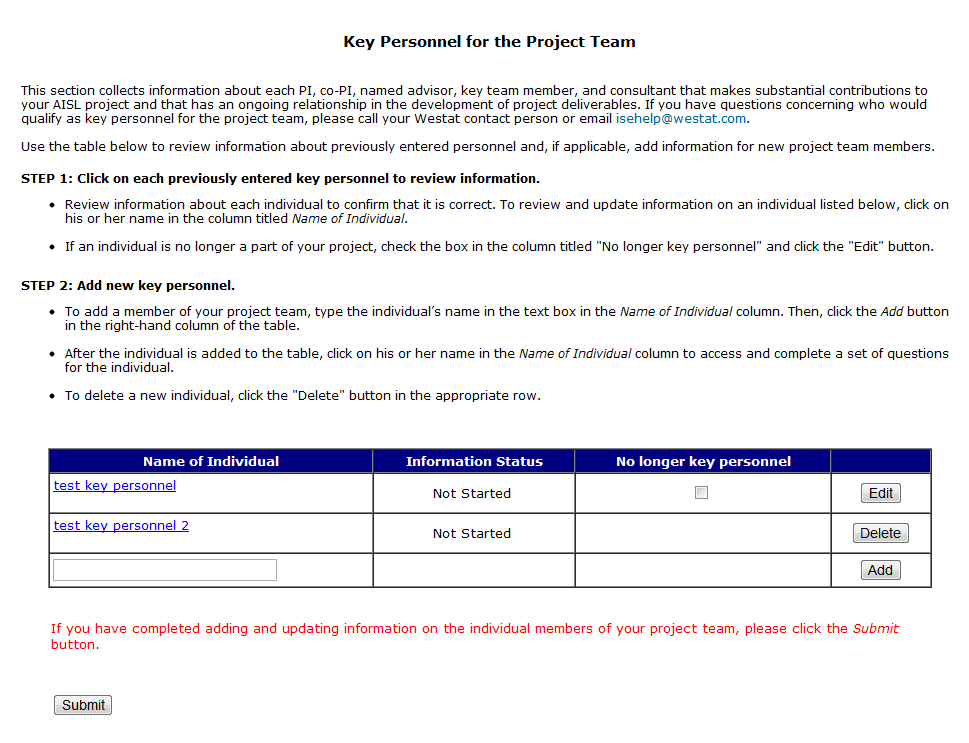 Key Personnel for the Project Team
This section collects information about each PI, co-PI, named advisor, key team member, and consultant that makes substantial contributions to
your AISL project and that has an ongoing relationship in the development of project deliverables. If you have questions concerning who would
qualify as key personnel for the project team, please call your Westat contact person or email isehelp@westat.com.
Use the table below to review information about previously entered personnel and, if applicable, add information for new project team members.
STEP 1: Click on each previously entered key personnel to review information.
• Review information about each individual to confirm that it is correct. To review and update information on an individual listed below, click on
his or her name in the column titled Name of Individual.
• If an individual is no longer a part of your project, check the box in the column titled "No longer key personnel" and click the "Edit" button.
STEP 2: Add new key personnel.
• To add a member of your project team, type the individual’s name in the text box in the Name of Individual column. Then, click the Add button
in the right-hand column of the table.
• After the individual is added to the table, click on his or her name in the Name of Individual column to access and complete a set of questions
for the individual.
• To delete a new individual, click the "Delete" button in the appropriate row.
Name of Individual Information Status No longer key personnel
test key personnel Not Started Edit
test key personnel 2 Not Started Delete
Add
If you have completed adding and updating information on the individual members of your project team, please click the Submit
button.
Submit